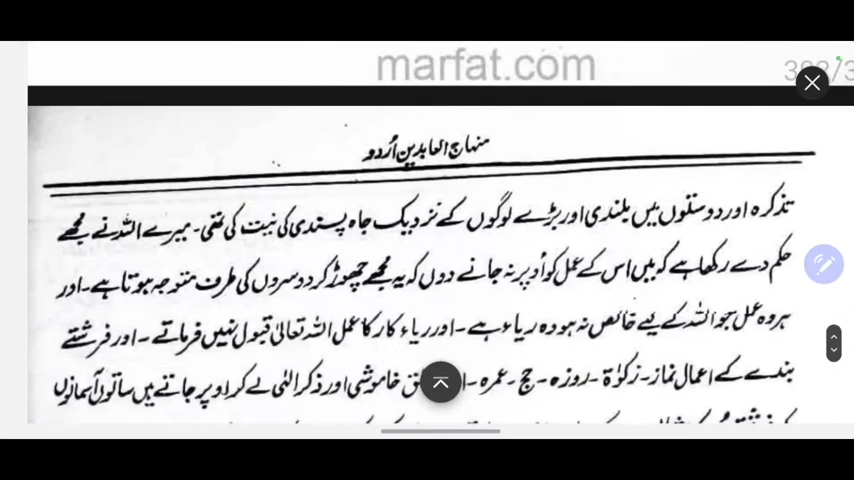 marfat.com
منہاج العابدین اُردو
تذکرہ اور دوستوں میں بلندی اور بڑے لوگوں کے نزدیک جاہ پسندی کی نیت کی تھی۔ میرے اللہ نے مجھے
حکم دے رکھا ہے کہ میں اس کے عمل کو اُوپر نہ جانے دوں کہ یہ مجھے چھوڑ کر دوسروں کی طرف متوجہ ہوتا ہے۔ اور
ہر وہ عمل جو اللہ کے لیے خالص نہ ہو وہ ریاء ہے۔ اور ریاء کار کا عمل اللہ تعالیٰ قبول نہیں فرماتے۔ اور فرشتے
بندے کے اعمال نماز۔ زکوٰۃ۔ روزہ۔ حج۔ عمرہ۔ خاموشی اور ذکر الٰہی لے کر اوپر جاتے ہیں ساتوں آسمانوں